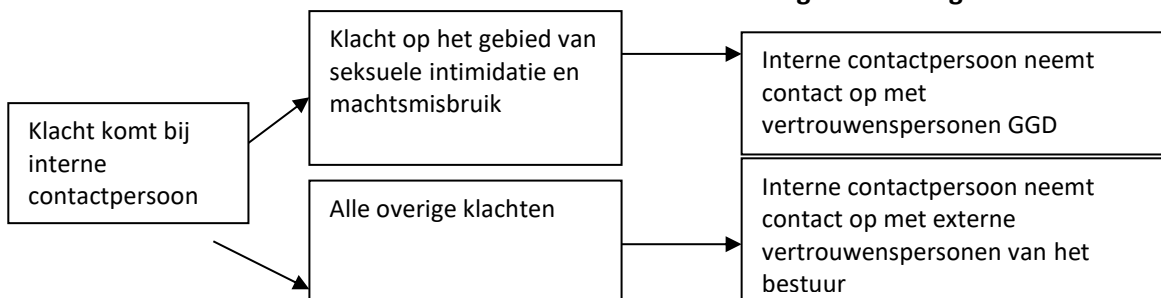 Klacht komt bij
interne
contactpersoon
Klacht op het gebied van
seksuele intimidatie en
machtsmisbruik
Interne contactpersoon neemt
contact op met
vertrouwenspersonen GGD
Alle overige klachten
Interne contactpersoon neemt
contact op met externe
vertrouwenspersonen van het
bestuur